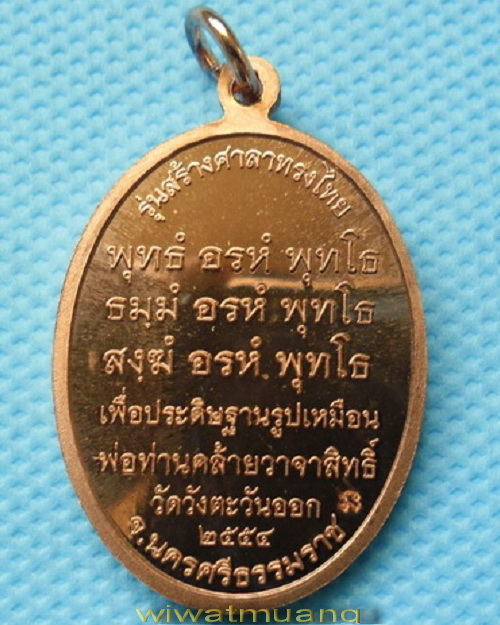 รุ่นสร้างศาลาทรงไทย
พุทธํ อรหํ พุทโธ
ธมฺมํ อรหํ พุทโธ
สงฺฆํ อรหํ พุทโธ
เพื่อประดิษฐานรูปเหมือน
พ่อท่านคล้ายวาจาสิทธิ์
วัดวังตะวันออก
๒๕๕๔
จ.นครศรีธรรมราช
wiwatmuang